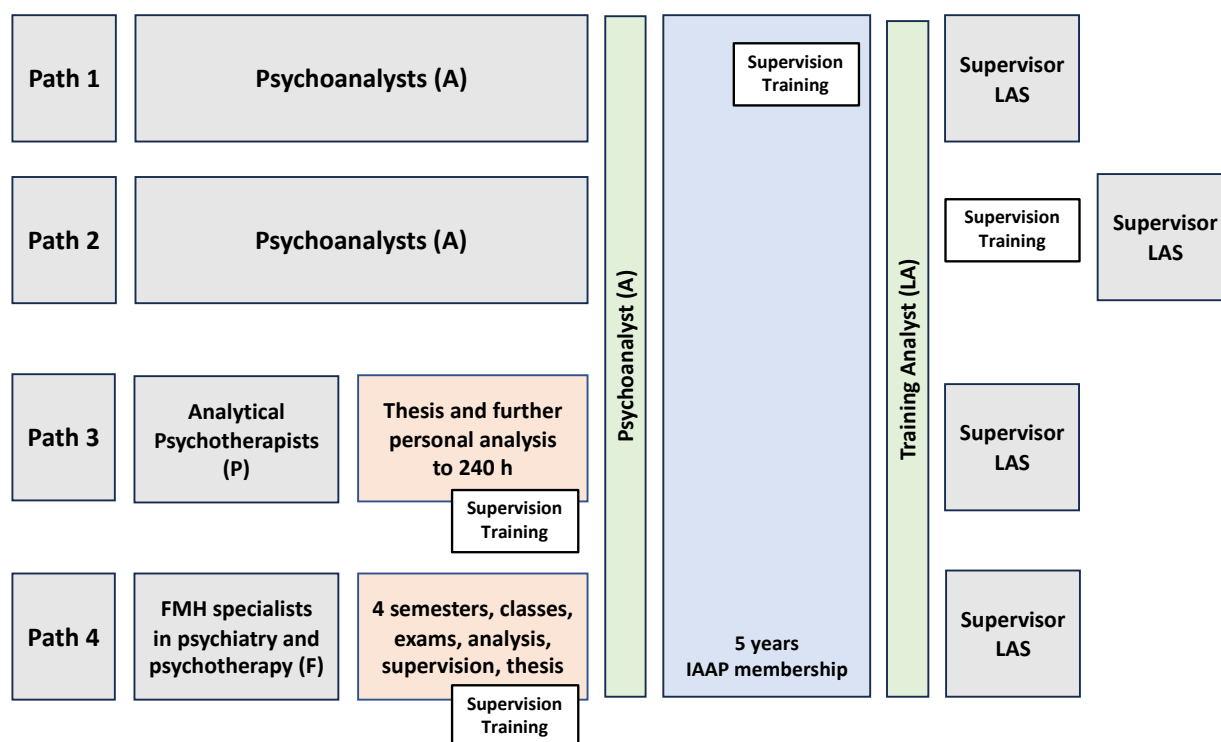 Path 1
Psychoanalysts (A)
Supervision
Training
Supervisor
LAS
Path 2
Psychoanalysts (A)
Supervision
Training
Supervisor
LAS
Psychoanalyst (A)
Training Analyst (LA)
Path 3
Analytical
Psychotherapists
(P)
Thesis and further
personal analysis
to 240 h
Supervision
Training
Supervisor
LAS
Path 4
FMH specialists
in psychiatry and
psychotherapy (F)
4 semesters, classes,
exams, analysis,
supervision, thesis
Supervision
Training
5 years
IAAP membership
Supervisor
LAS